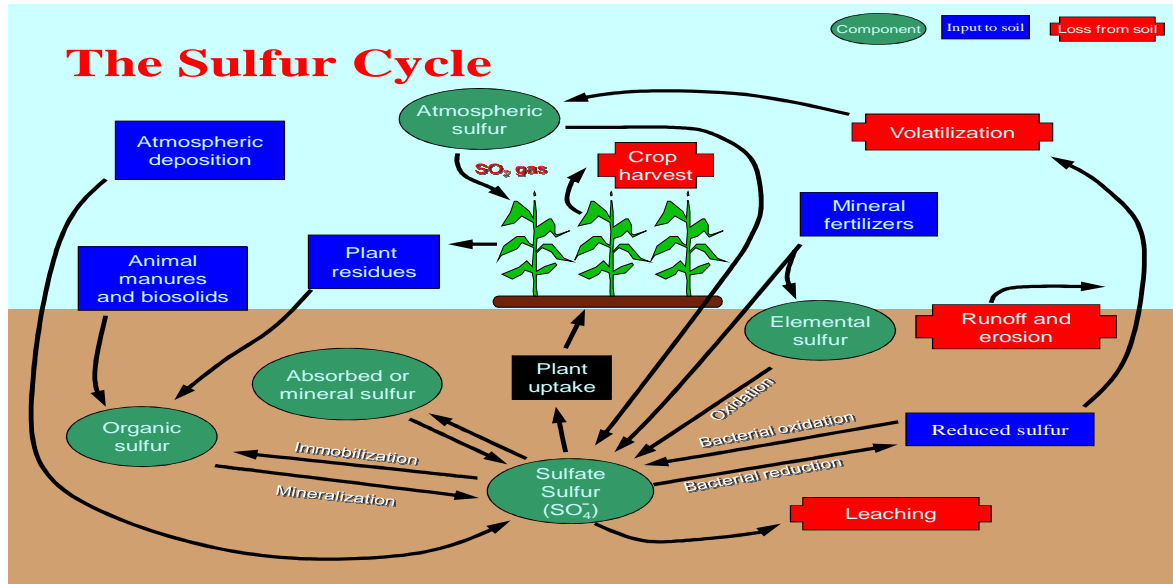 Component
Input to soil
Loss from soil
The Sulfur Cycle
Atmospheric
sulfur
Volatilization
Atmospheric
deposition
SO₂ gas
Crop
harvest
Mineral
fertilizers
Animal
manures
and biosolids
Plant
residues
Elemental
sulfur
Runoff and
erosion
Absorbed or
mineral sulfur
Plant
uptake
Oxidation
Organic
sulfur
Immobilization
Mineralization
Bacterial oxidation
Bacterial reduction
Reduced sulfur
Sulfate
Sulfur
(SO₄⁻)
Leaching